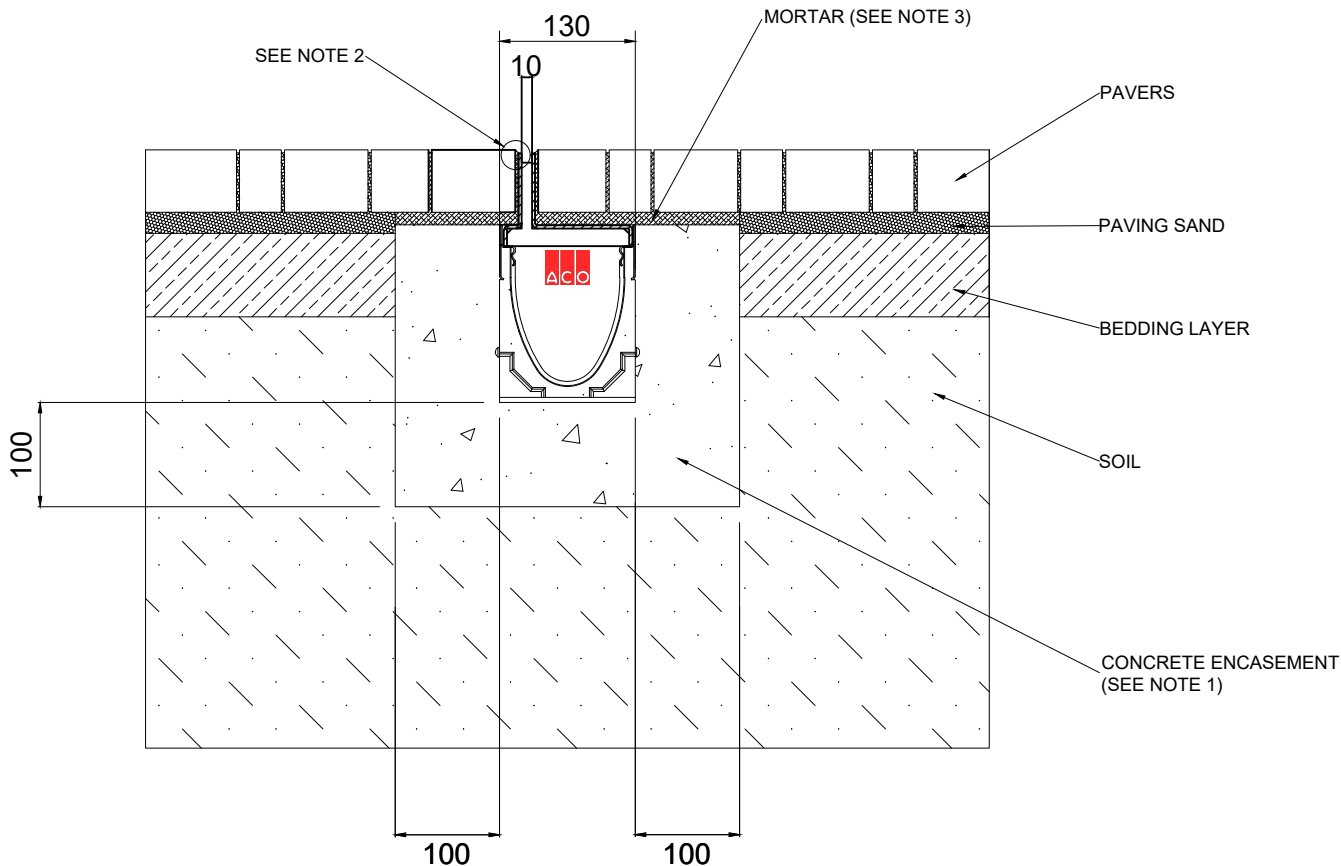 130
MORTAR (SEE NOTE 3)
SEE NOTE 2
10
PAVERS
PAVING SAND
ACO
BEDDING LAYER
100
SOIL
CONCRETE ENCASEMENT
(SEE NOTE 1)
100
100